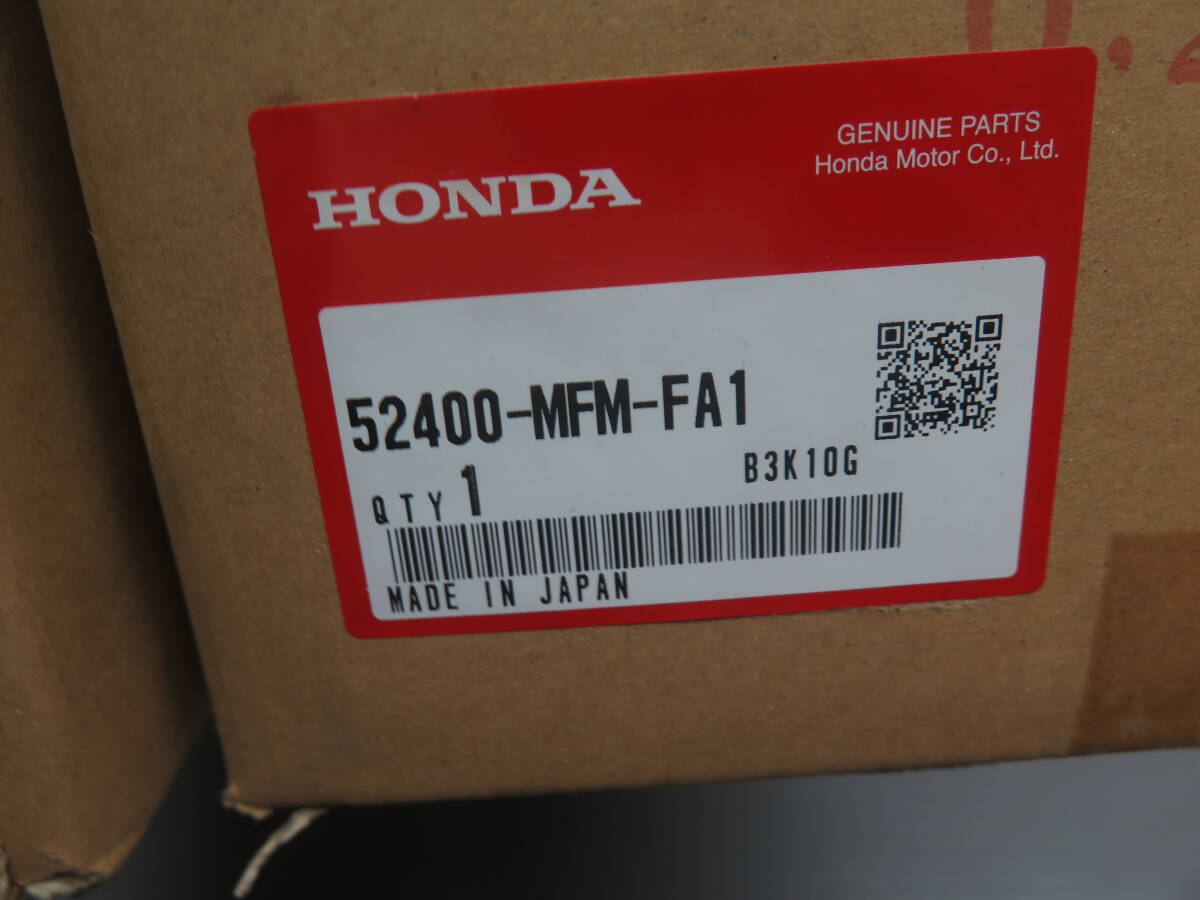 GENUINE PARTS
Honda Motor Co., Ltd.
HONDA
52400-MFM-FA1
QTY 1
B3K10G
MADE IN JAPAN